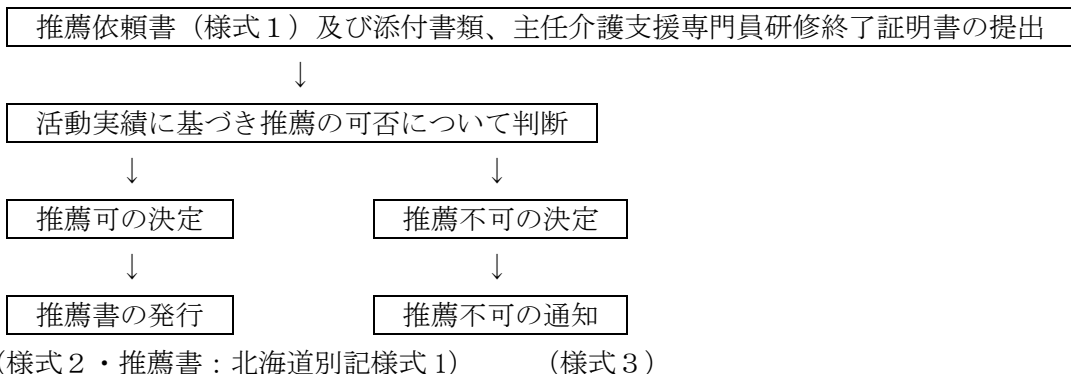 推薦依頼書（様式１）及び添付書類、主任介護支援専門員研修終了証明書の提出
↓
活動実績に基づき推薦の可否について判断
↓ ↓
推薦可の決定 推薦不可の決定
↓ ↓
推薦書の発行 推薦不可の通知
（様式２・推薦書：北海道別記様式 1） （様式３）